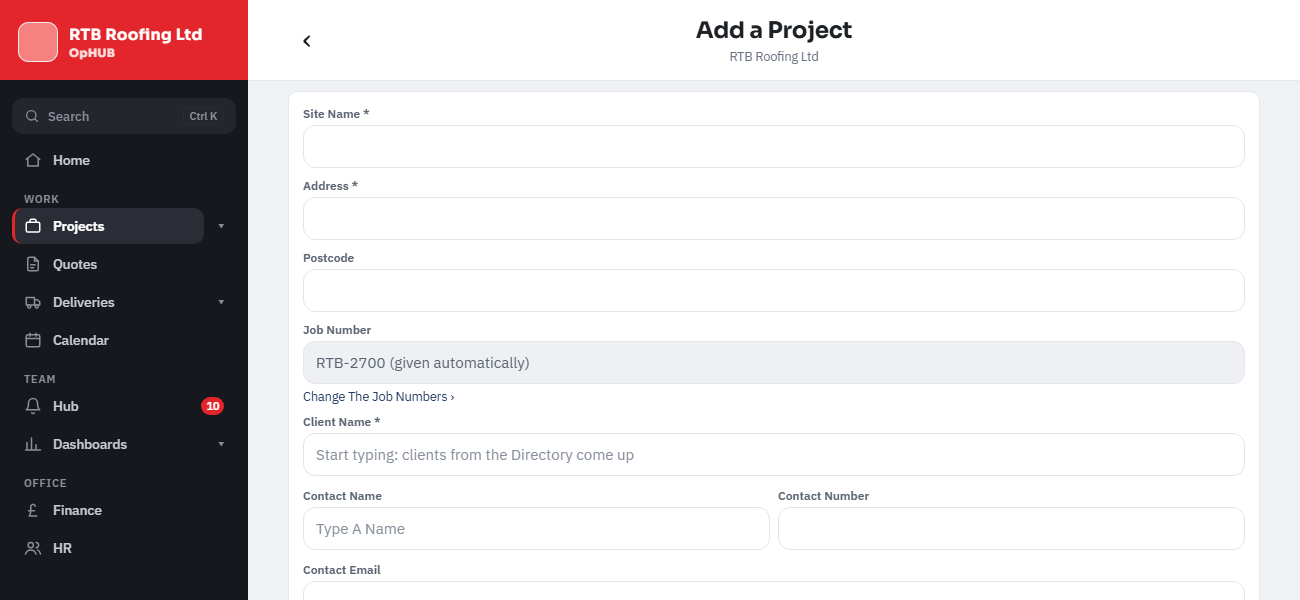 RTB Roofing Ltd
OpHUB
Search
Ctrl K
Home
WORK
Projects
Quotes
Deliveries
Calendar
TEAM
Hub
10
Dashboards
OFFICE
Finance
HR
Add a Project
RTB Roofing Ltd
Site Name *
Address *
Postcode
Job Number
RTB-2700 (given automatically)
Change The Job Numbers ›
Client Name *
Start typing: clients from the Directory come up
Contact Name
Contact Number
Type A Name
Contact Email